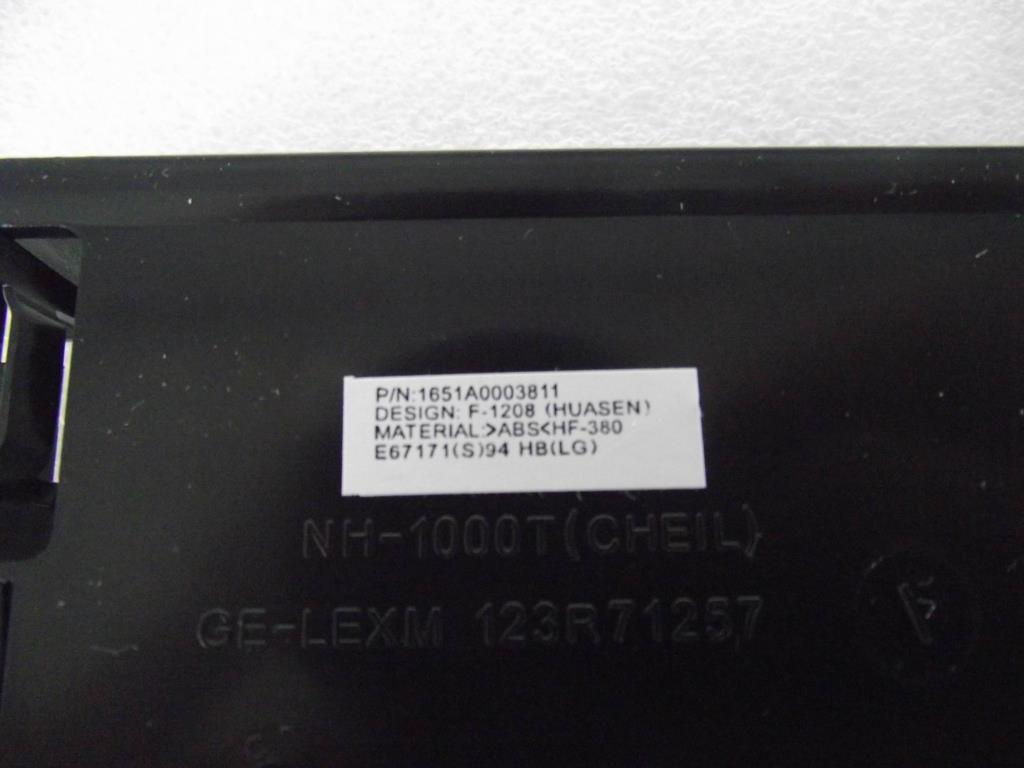 P/N:1651A0003811
DESIGN: F-1208 (HUASEN)
MATERIAL:>ABS<HF-380
E67171(S)94 HB(LG)
NH-1000T(CHEIL)
GE-LEXM 123R71257